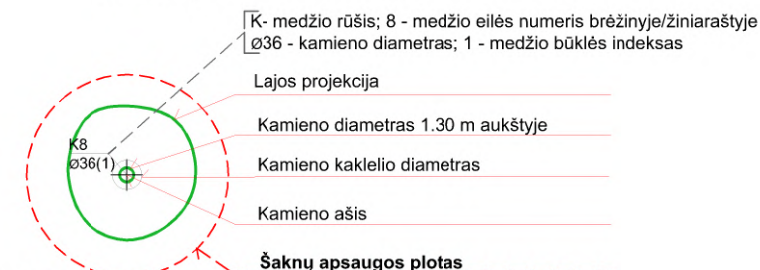 K- medžio rūšis; 8 - medžio eilės numeris brėžinyje/žiniaraštyje
Ø36 - kamieno diametras; 1 - medžio būklės indeksas
Lajos projekcija
Kamieno diametras 1.30 m aukštyje
K8
Ø36(1)
Kamieno kaklelio diametras
Kamieno ašis
Šaknų apsaugos plotas